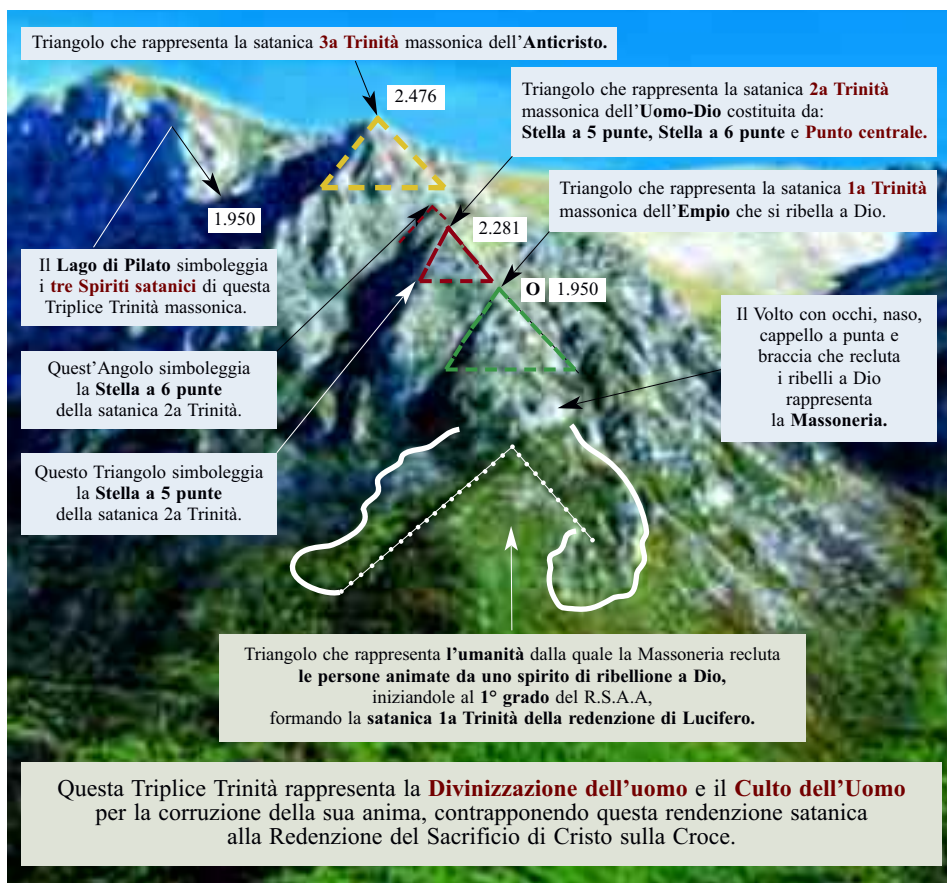 Triangolo che rappresenta la satanica 3a Trinità massonica dell'Anticristo.
2.476
Triangolo che rappresenta la satanica 2a Trinità
massonica dell'Uomo-Dio costituita da:
Stella a 5 punte, Stella a 6 punte e Punto centrale.
Triangolo che rappresenta la satanica 1a Trinità
massonica dell'Empio che si ribella a Dio.
1.950
2.281
Il Lago di Pilato simboleggia
i tre Spiriti satanici di questa
Triplice Trinità massonica.
O 1.950
Il Volto con occhi, naso,
cappello a punta e
braccia che recluta
i ribelli a Dio
rappresenta
la Massoneria.
Quest'Angolo simboleggia
la Stella a 6 punte
della satanica 2a Trinità.
Questo Triangolo simboleggia
la Stella a 5 punte
della satanica 2a Trinità.
Triangolo che rappresenta l'umanità dalla quale la Massoneria recluta
le persone animate da uno spirito di ribellione a Dio,
iniziandole al 1° grado del R.S.A.A,
formando la satanica 1a Trinità della redenzione di Lucifero.
Questa Triplice Trinità rappresenta la Divinizzazione dell'uomo e il Culto dell'Uomo
per la corruzione della sua anima, contrapponendo questa rendenzione satanica
alla Redenzione del Sacrificio di Cristo sulla Croce.